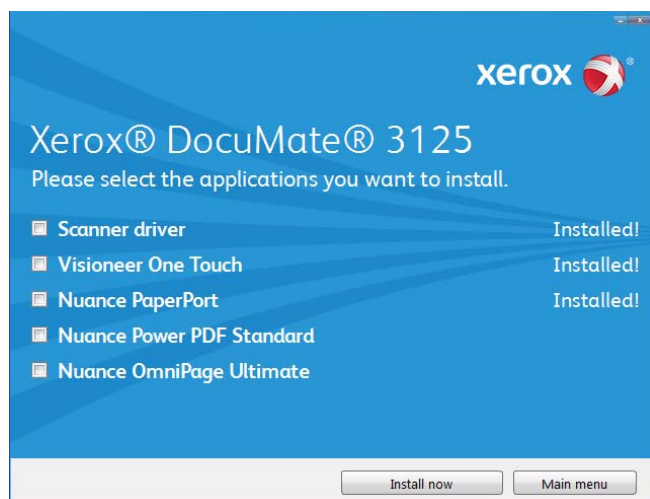 xerox ®
Xerox® DocuMate® 3125
Please select the applications you want to install.
Scanner driver Installed!
Visioneer One Touch Installed!
Nuance PaperPort Installed!
Nuance Power PDF Standard
Nuance OmniPage Ultimate
Install now Main menu